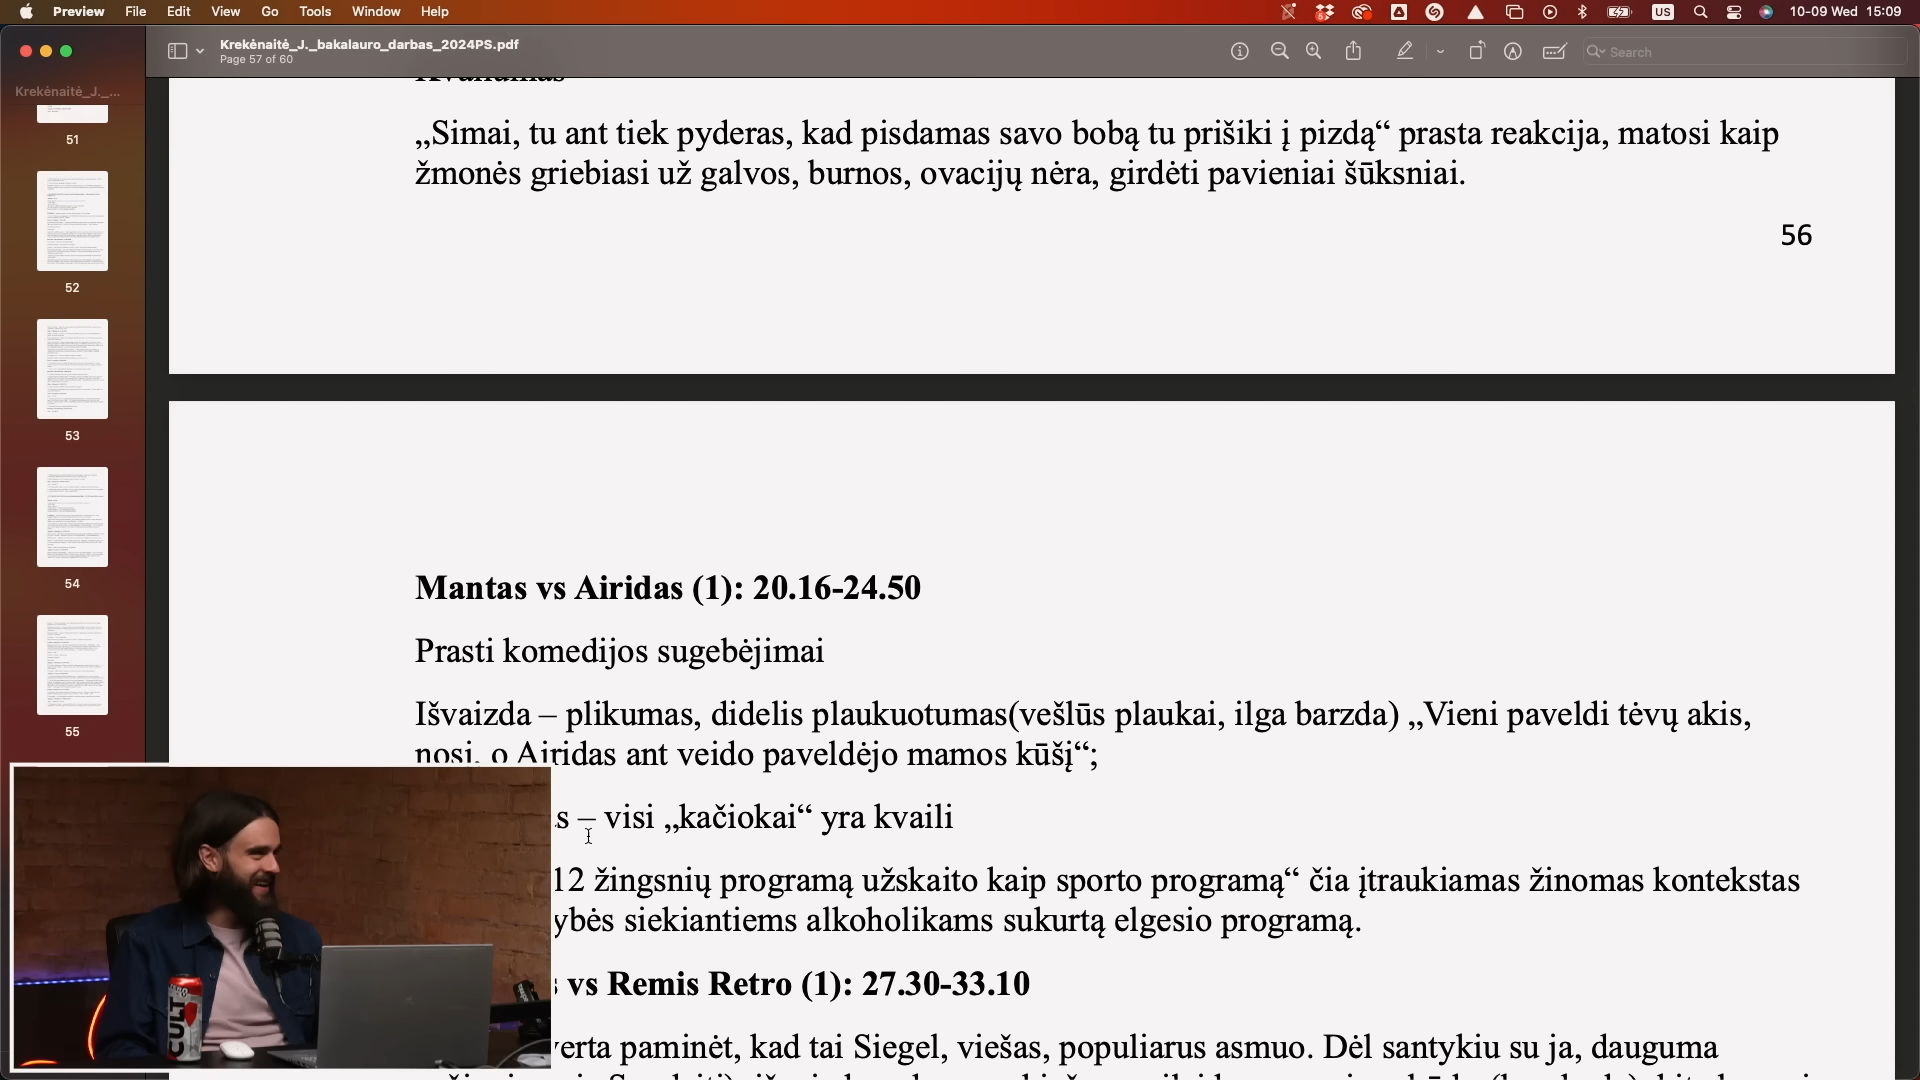 Preview File Edit View Go Tools Window Help US 10-09 Wed 15:09
Krekėnaitė_J._bakalauro_darbas_2024PS.pdf
Page 57 of 60
Search
Krekėnaitė_J._...
51
52
53
54
55
„Simai, tu ant tiek pyderas, kad pisdamas savo bobą tu prišiki į pizdą“ prasta reakcija, matosi kaip
žmonės griebiasi už galvos, burnos, ovacijų nėra, girdėti pavieniai šūksniai.
56
Mantas vs Airidas (1): 20.16-24.50
Prasti komedijos sugebėjimai
Išvaizda – plikumas, didelis plaukuotumas(vešlūs plaukai, ilga barzda) „Vieni paveldi tėvų akis,
nosį, o Airidas ant veido paveldėjo mamos kūšį“;
s – visi „kačiokai“ yra kvaili
12 žingsnių programą užskaito kaip sporto programą“ čia įtraukiamas žinomas kontekstas
ybės siekiantiems alkoholikams sukurtą elgesio programą.
vs Remis Retro (1): 27.30-33.10
verta paminėt, kad tai Siegel, viešas, populiarus asmuo. Dėl santykiu su ja, dauguma
CULT